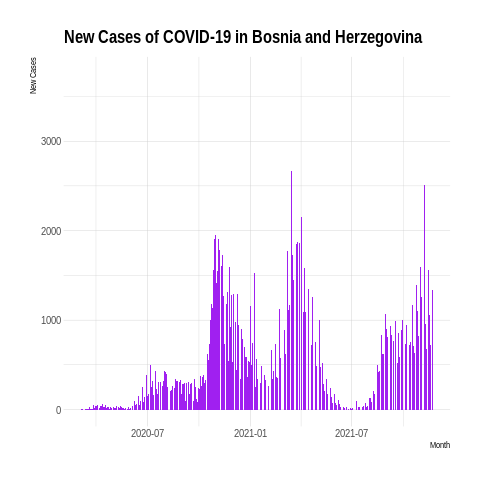 New Cases of COVID-19 in Bosnia and Herzegovina
New Cases
3000
2000
1000
0
2020-07
2021-01
2021-07
Month